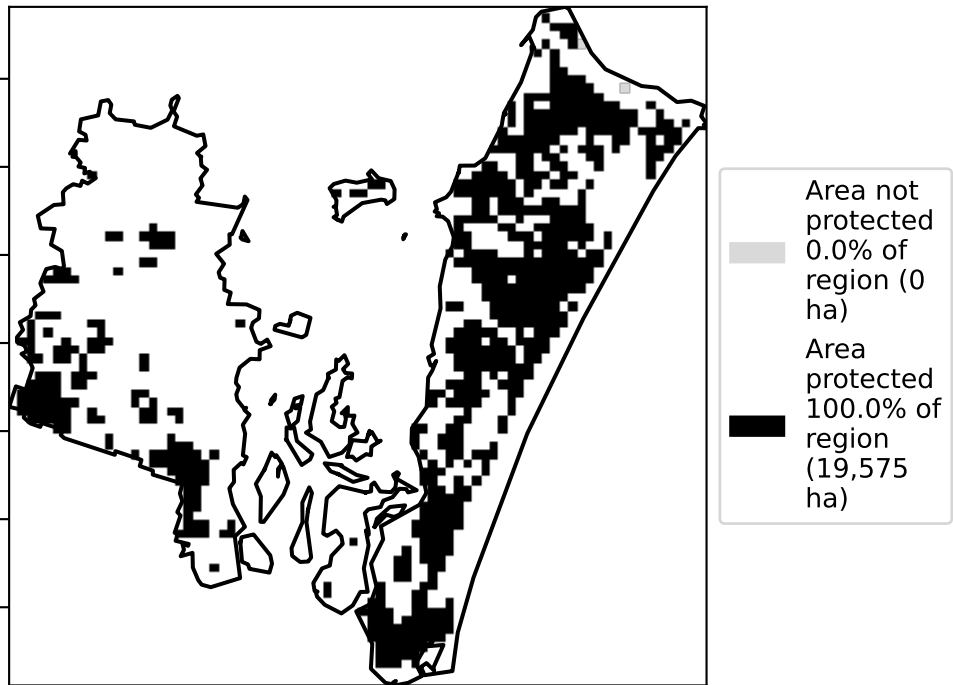 Area not
protected
0.0% of
region (0
ha)
Area
protected
100.0% of
region
(19,575
ha)